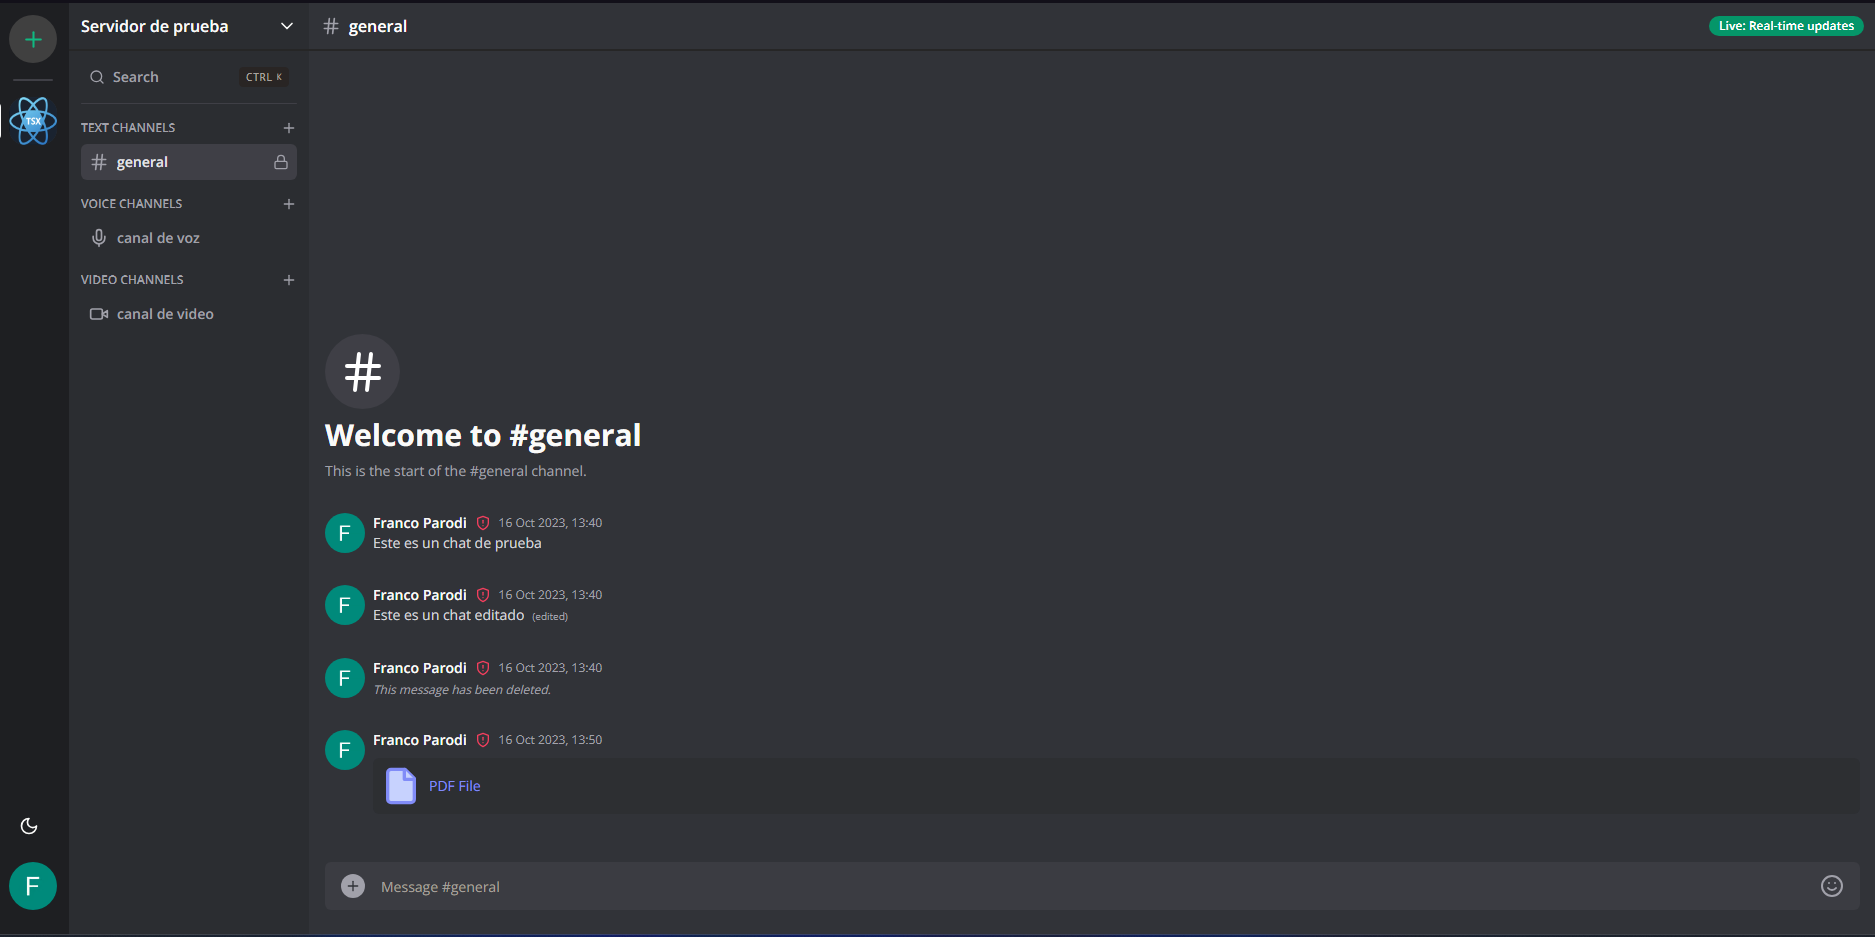 Servidor de prueba
Search CTRL K
TSX
TEXT CHANNELS
general
VOICE CHANNELS
canal de voz
VIDEO CHANNELS
canal de video
F
# general
Live: Real-time updates
#
Welcome to #general
This is the start of the #general channel.
F Franco Parodi 16 Oct 2023, 13:40
Este es un chat de prueba
F Franco Parodi 16 Oct 2023, 13:40
Este es un chat editado (edited)
F Franco Parodi 16 Oct 2023, 13:40
This message has been deleted.
F Franco Parodi 16 Oct 2023, 13:50
PDF File
Message #general